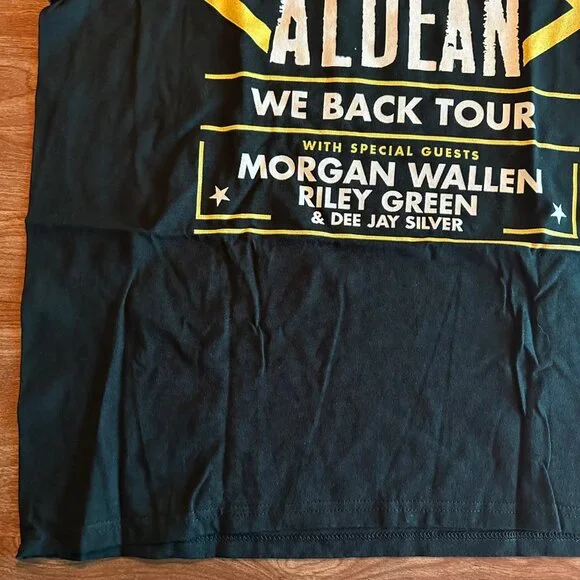 ALDEAN
WE BACK TOUR
WITH SPECIAL GUESTS
MORGAN WALLEN
RILEY GREEN
& DEE JAY SILVER